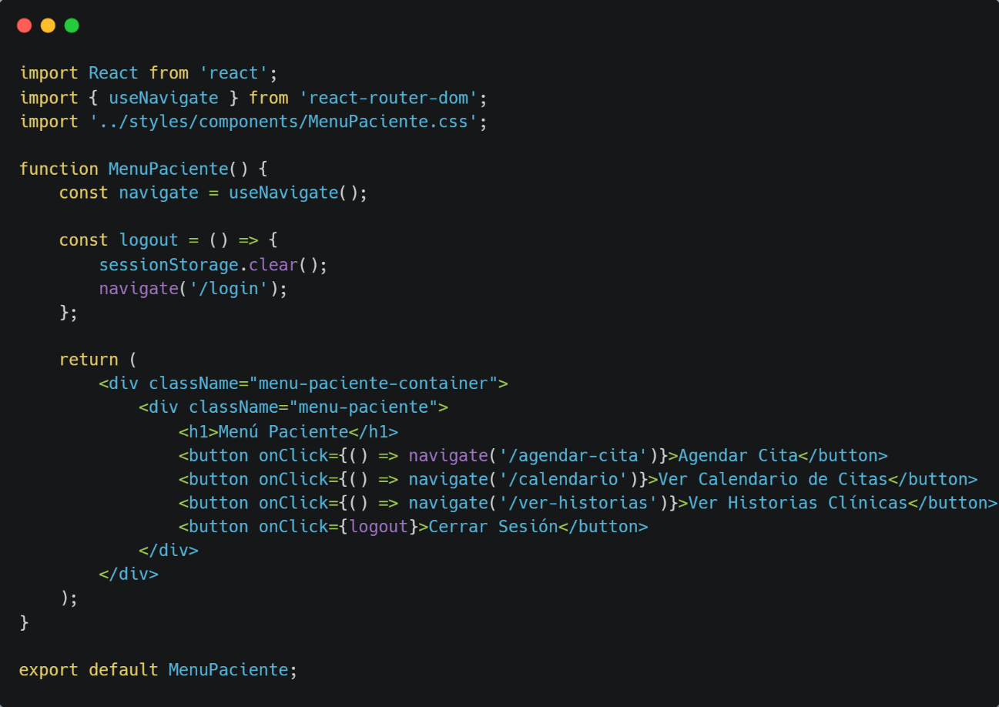 import React from 'react';
import { useNavigate } from 'react-router-dom';
import '../styles/components/MenuPaciente.css';

function MenuPaciente() {
    const navigate = useNavigate();

    const logout = () => {
        sessionStorage.clear();
        navigate('/login');
    };

    return (
        <div className="menu-paciente-container">
            <div className="menu-paciente">
                <h1>Menú Paciente</h1>
                <button onClick={() => navigate('/agendar-cita')}>Agendar Cita</button>
                <button onClick={() => navigate('/calendario')}>Ver Calendario de Citas</button>
                <button onClick={() => navigate('/ver-historias')}>Ver Historias Clínicas</button>
                <button onClick={logout}>Cerrar Sesión</button>
            </div>
        </div>
    );
}

export default MenuPaciente;